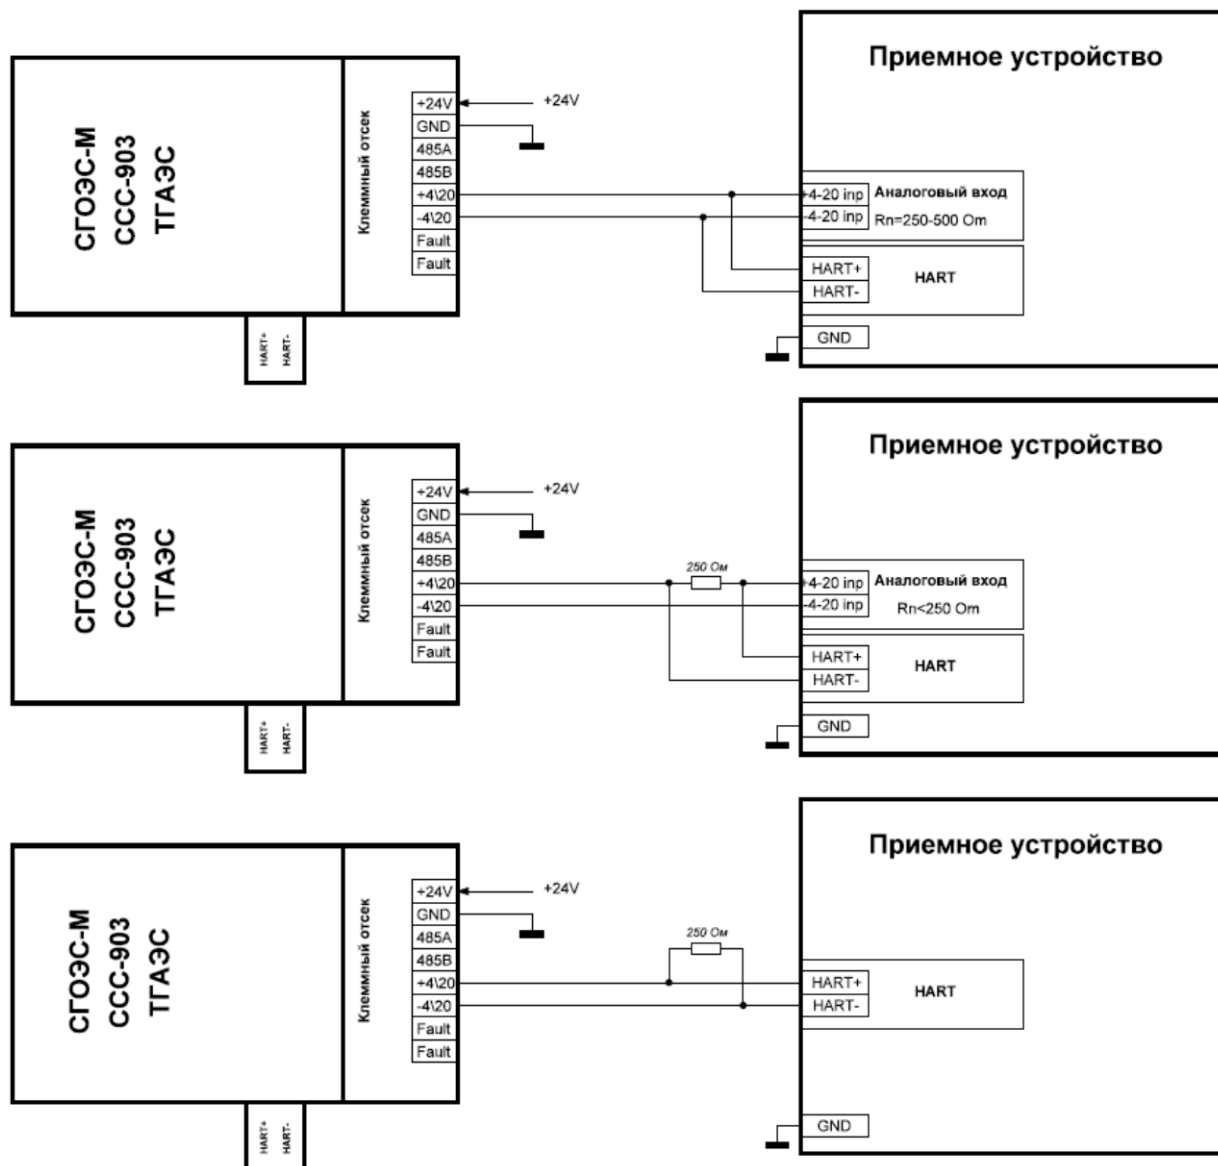 Приемное устройство
СГОЭС-М
ССС-903
ТГАЭС
Клеммный отсек
+24V
GND
485A
485B
+4\20
-4\20
Fault
Fault
+24V
HART+
HART-
+4-20 inp
-4-20 inp
Аналоговый вход
Rn=250-500 Om
HART+
HART-
HART
GND
Приемное устройство
СГОЭС-М
ССС-903
ТГАЭС
Клеммный отсек
+24V
GND
485A
485B
+4\20
-4\20
Fault
Fault
+24V
HART+
HART-
250 Ом
+4-20 inp
-4-20 inp
Аналоговый вход
Rn<250 Om
HART+
HART-
HART
GND
Приемное устройство
СГОЭС-М
ССС-903
ТГАЭС
Клеммный отсек
+24V
GND
485A
485B
+4\20
-4\20
Fault
Fault
+24V
HART+
HART-
250 Ом
HART+
HART-
HART
GND